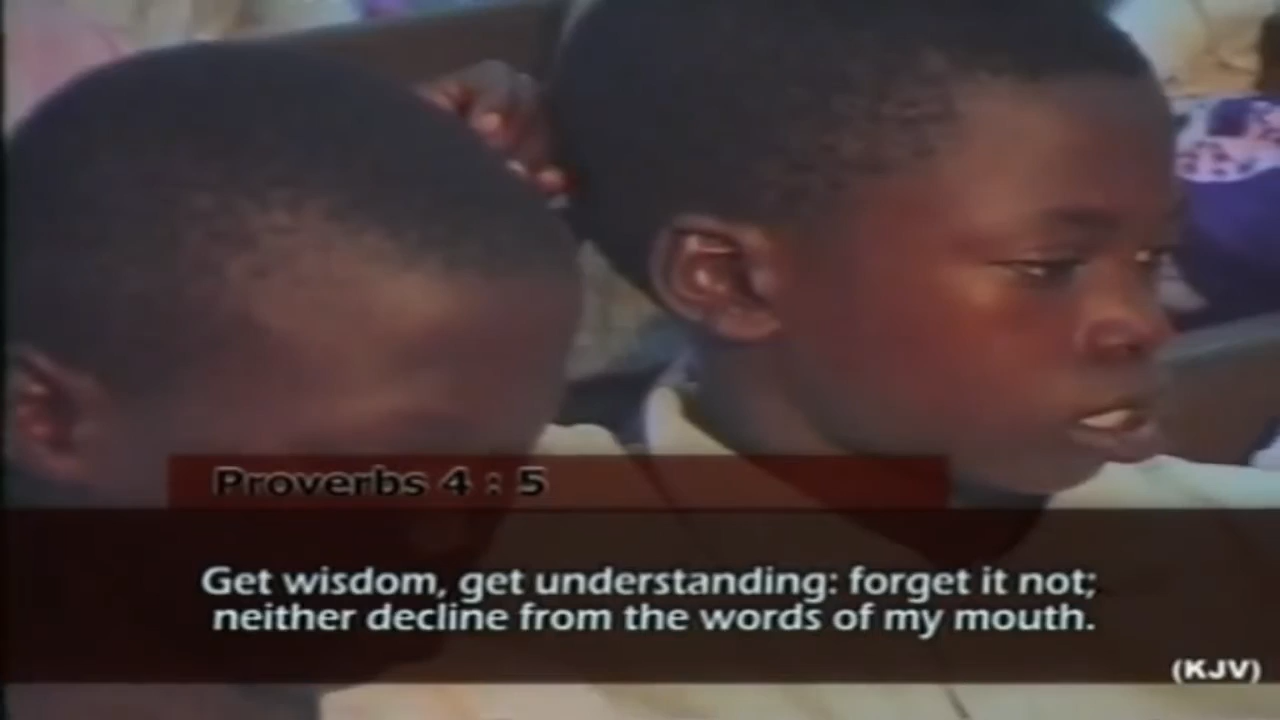 Proverbs 4 : 5
Get wisdom, get understanding: forget it not;
neither decline from the words of my mouth.
(KJV)